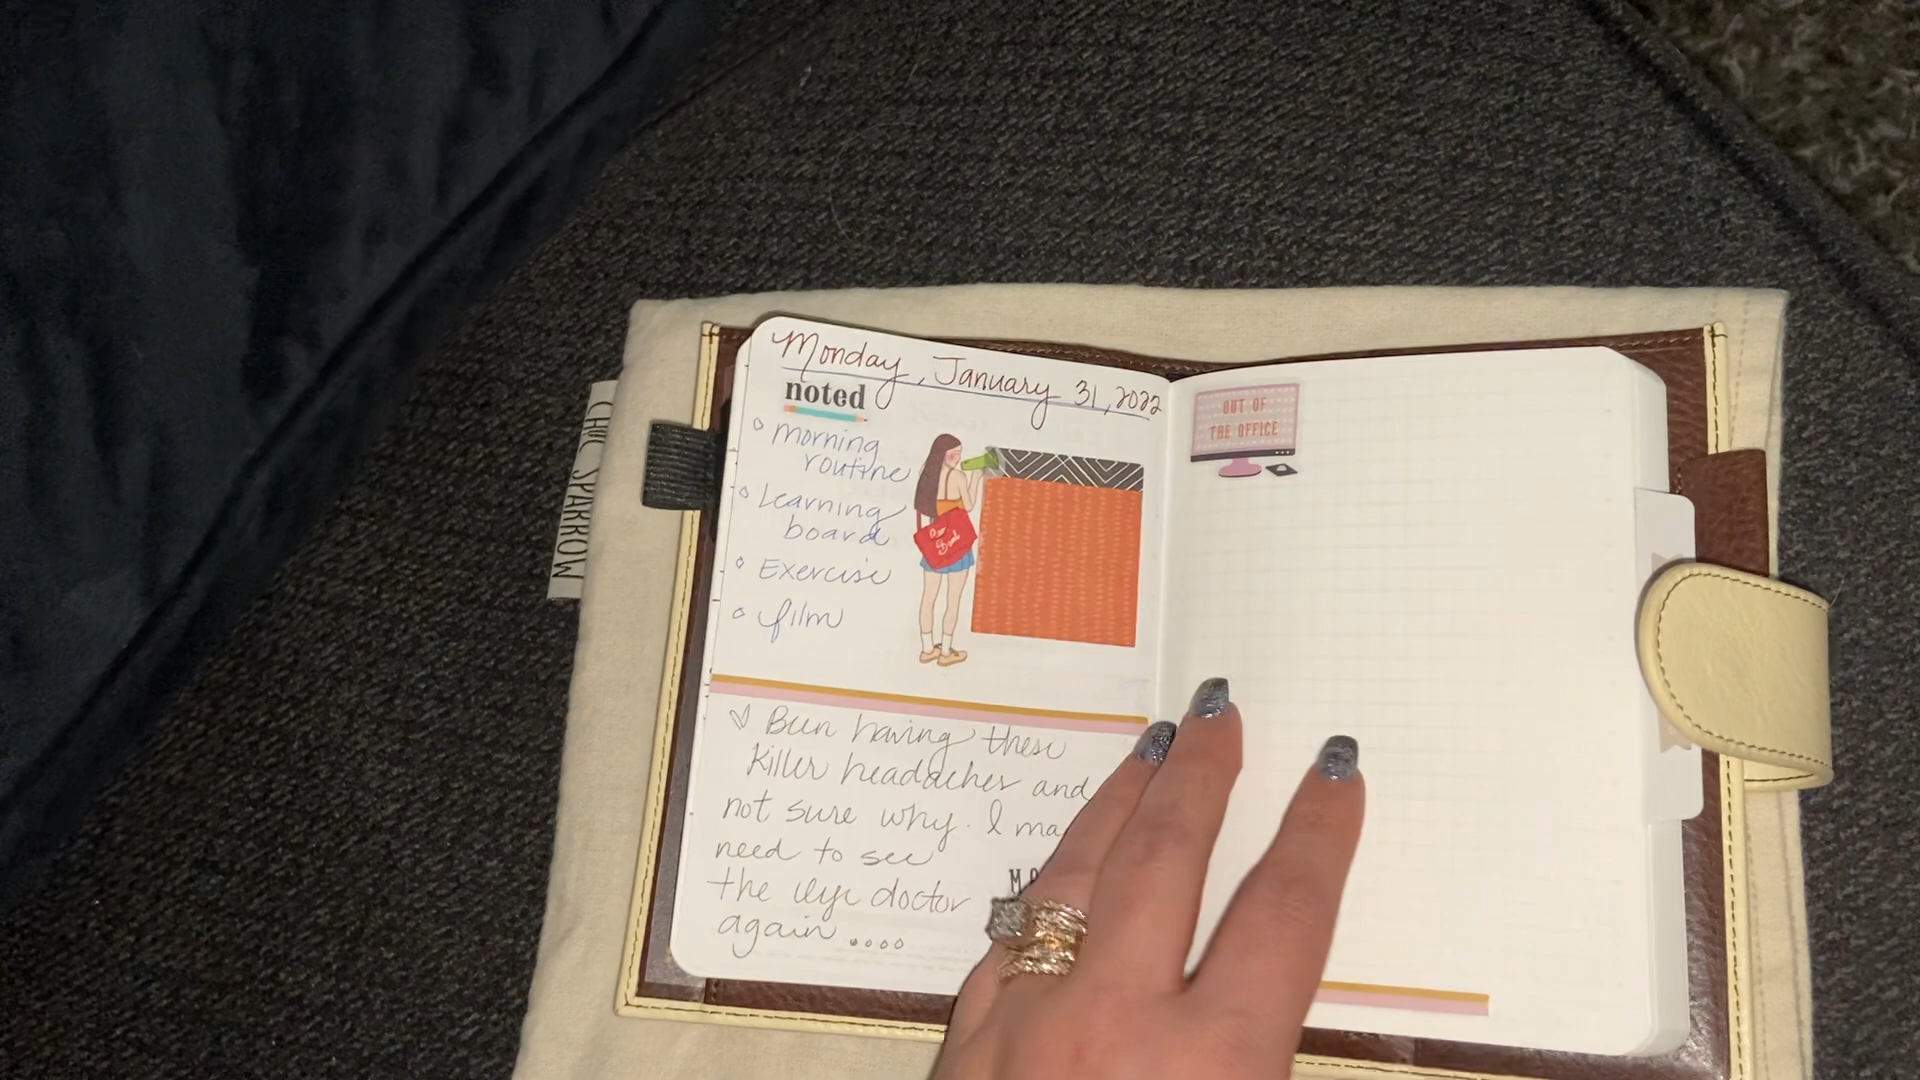 Monday, January 31, 2022
noted
Morning
routine
Learning
board
Exercise
film
Been having these
killer headaches and
not sure why. I
need to see
the eye doctor
again....
OUT OF
THE OFFICE
CHIC SPARROW